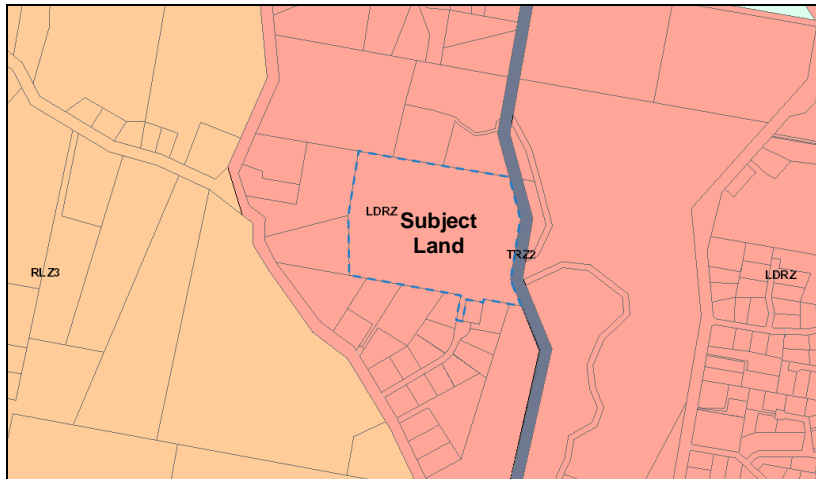 LDRZ
Subject
Land
TRZ2
RLZ3
LDRZ